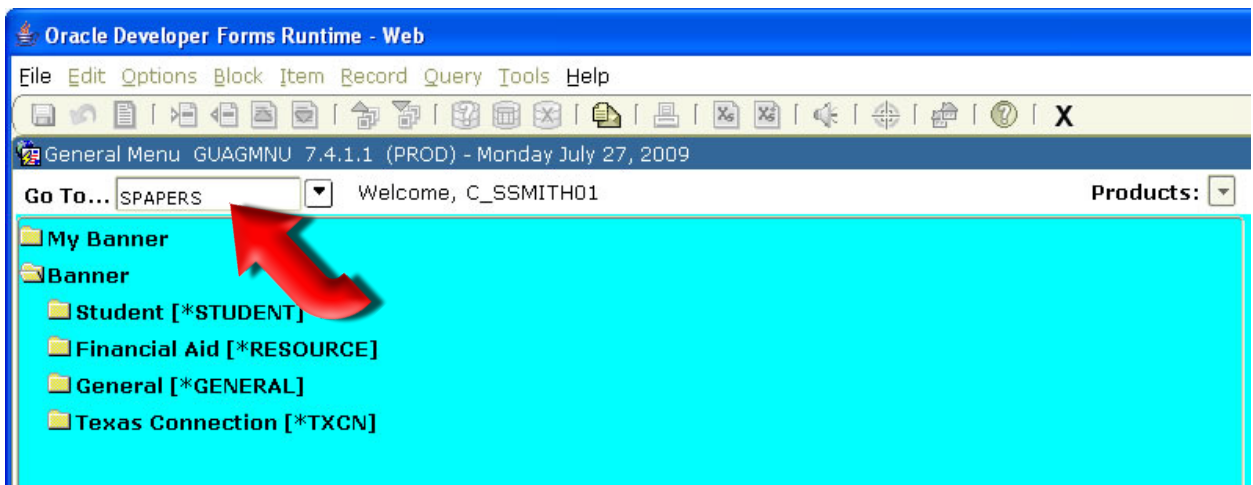 Oracle Developer Forms Runtime - Web
File Edit Options Block Item Record Query Tools Help
X
General Menu GUAGMNU 7.4.1.1 (PROD) - Monday July 27, 2009
Go To... SPAPERS Welcome, C_SSMITH01 Products:
My Banner
Banner
Student [*STUDENT]
Financial Aid [*RESOURCE]
General [*GENERAL]
Texas Connection [*TXCN]